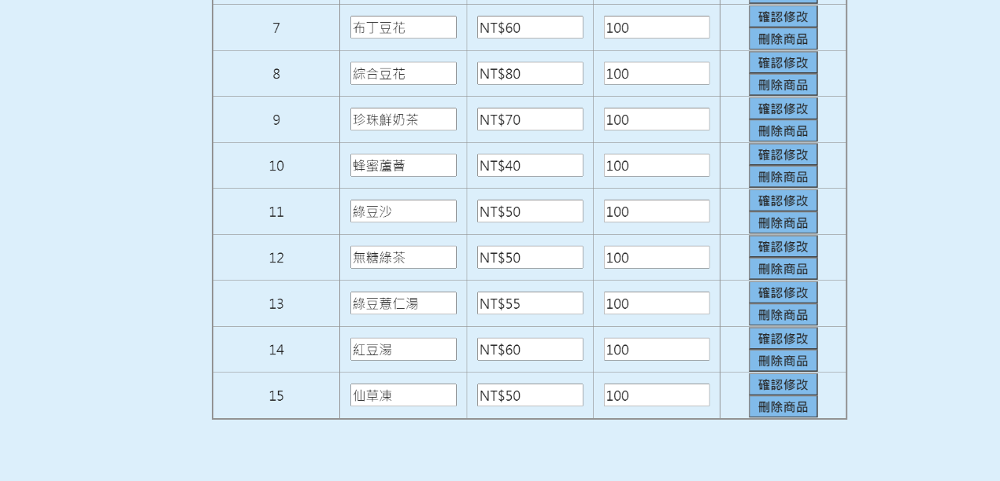 7 布丁豆花 NT$60 100 確認修改
刪除商品
8 綜合豆花 NT$80 100 確認修改
刪除商品
9 珍珠鮮奶茶 NT$70 100 確認修改
刪除商品
10 蜂蜜蘆薈 NT$40 100 確認修改
刪除商品
11 綠豆沙 NT$50 100 確認修改
刪除商品
12 無糖綠茶 NT$50 100 確認修改
刪除商品
13 綠豆薏仁湯 NT$55 100 確認修改
刪除商品
14 紅豆湯 NT$60 100 確認修改
刪除商品
15 仙草凍 NT$50 100 確認修改
刪除商品